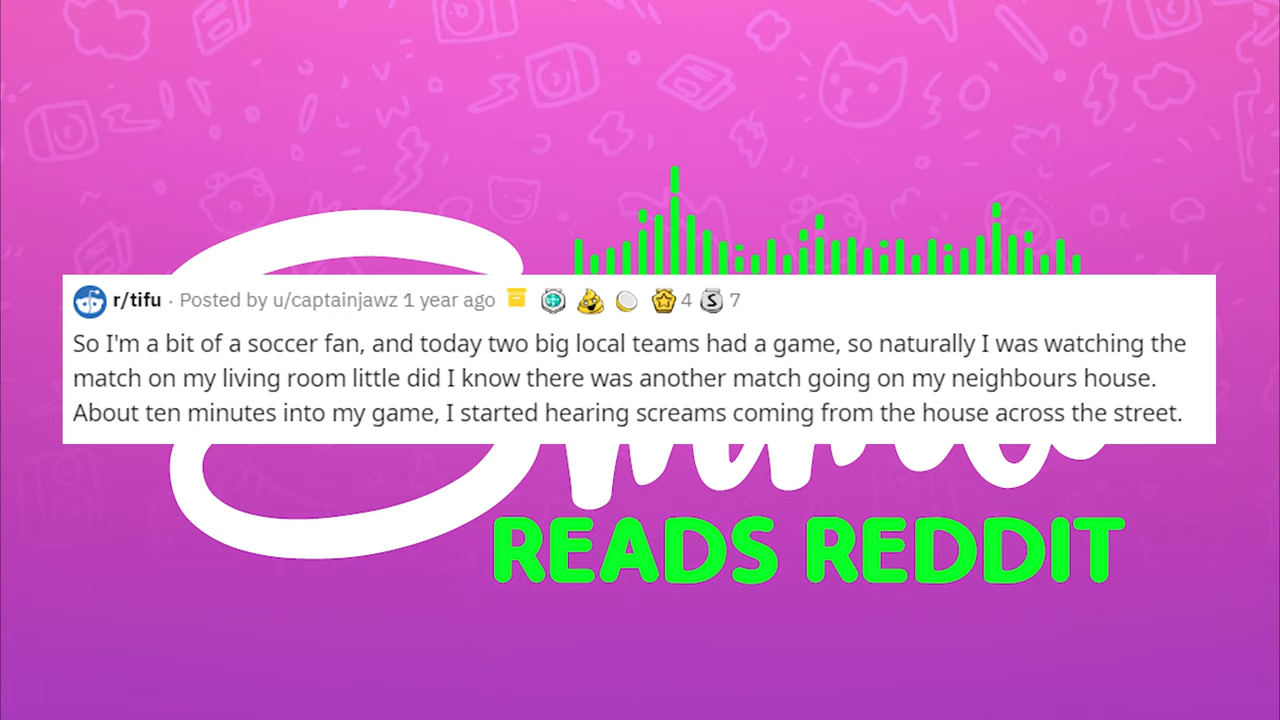 r/tifu · Posted by u/captainjawz 1 year ago 4 S 7
So I'm a bit of a soccer fan, and today two big local teams had a game, so naturally I was watching the
match on my living room little did I know there was another match going on my neighbours house.
About ten minutes into my game, I started hearing screams coming from the house across the street.
READS REDDIT